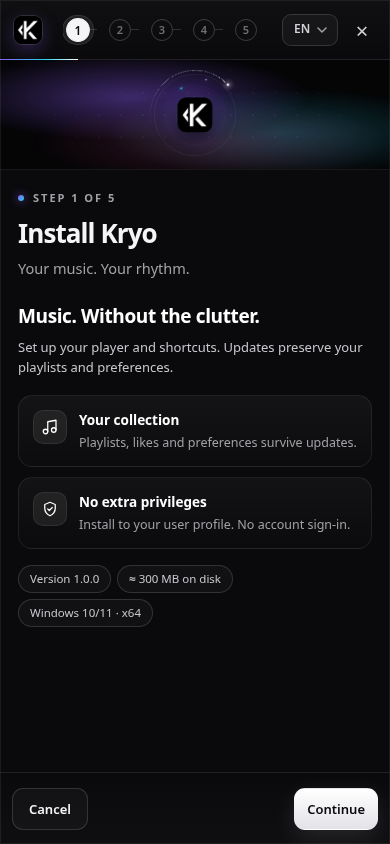 1 2 3 4 5 EN
STEP 1 OF 5
Install Kryo
Your music. Your rhythm.
Music. Without the clutter.
Set up your player and shortcuts. Updates preserve your
playlists and preferences.
Your collection
Playlists, likes and preferences survive updates.
No extra privileges
Install to your user profile. No account sign-in.
Version 1.0.0 ≈ 300 MB on disk
Windows 10/11 · x64
Cancel Continue